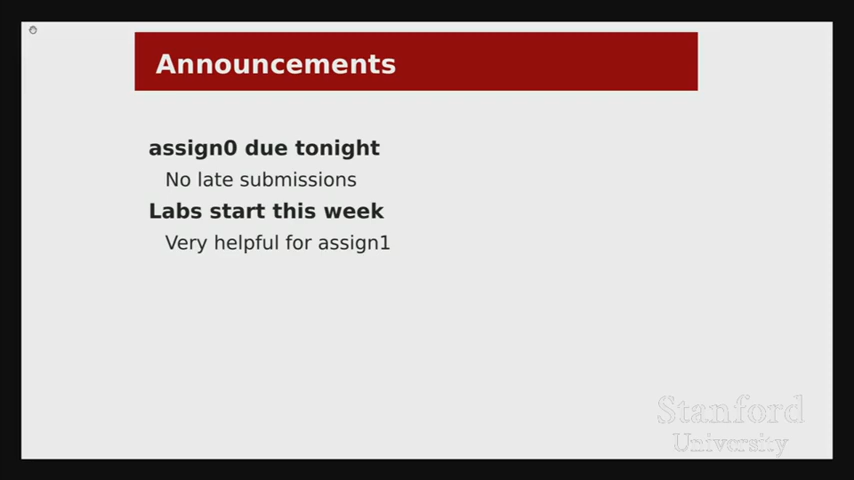 Announcements
assign0 due tonight
No late submissions
Labs start this week
Very helpful for assign1
Stanford
University